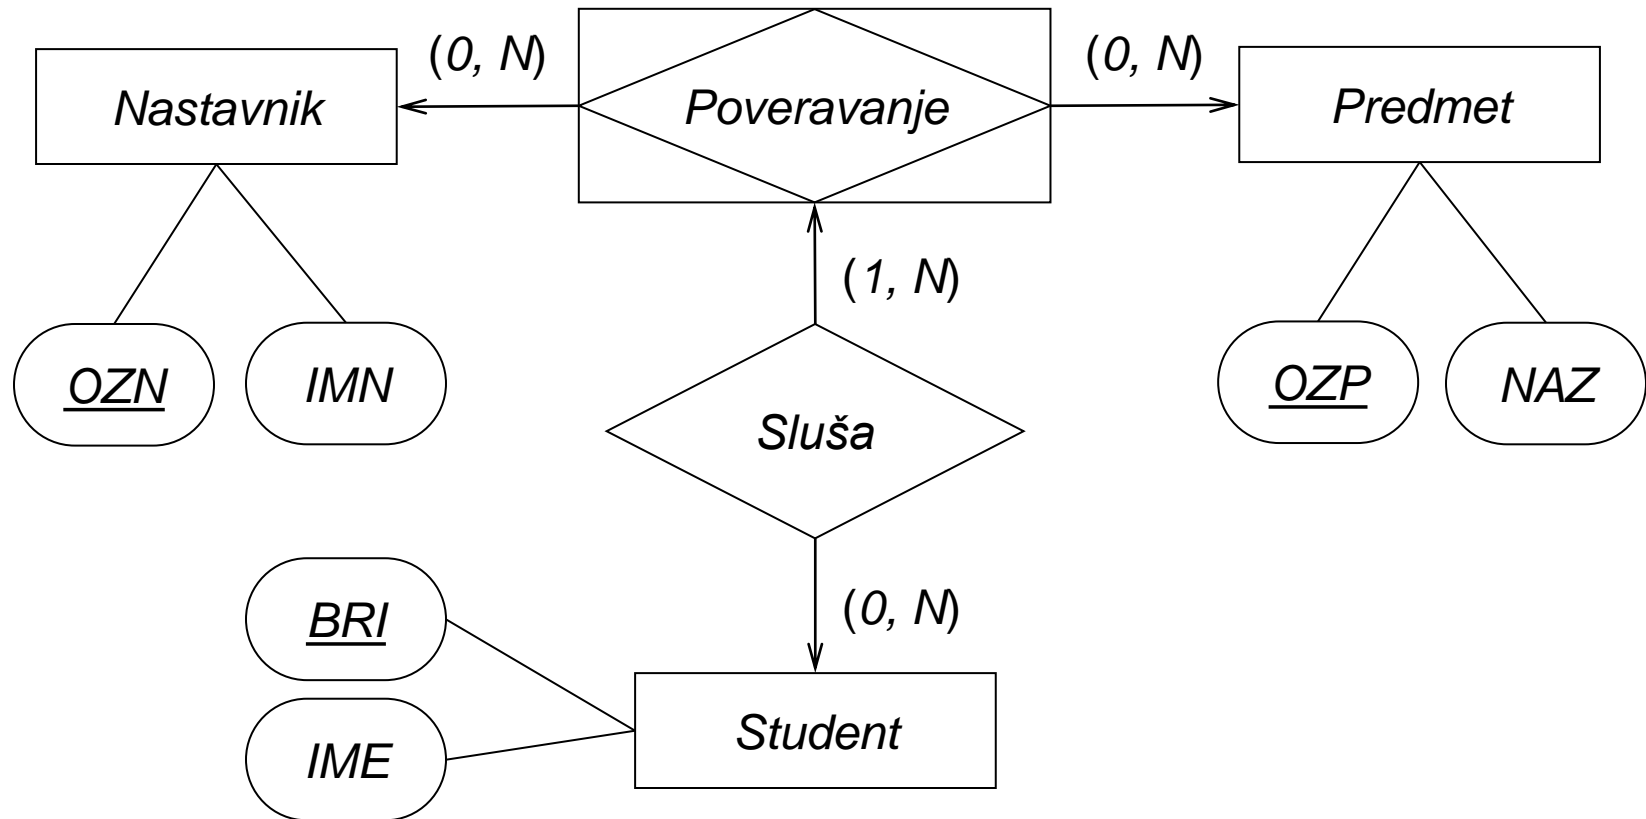 (0, N)
(0, N)
Nastavnik
Poveravanje
Predmet
(1, N)
OZN
IMN
OZP
NAZ
Sluša
BRI
(0, N)
IME
Student